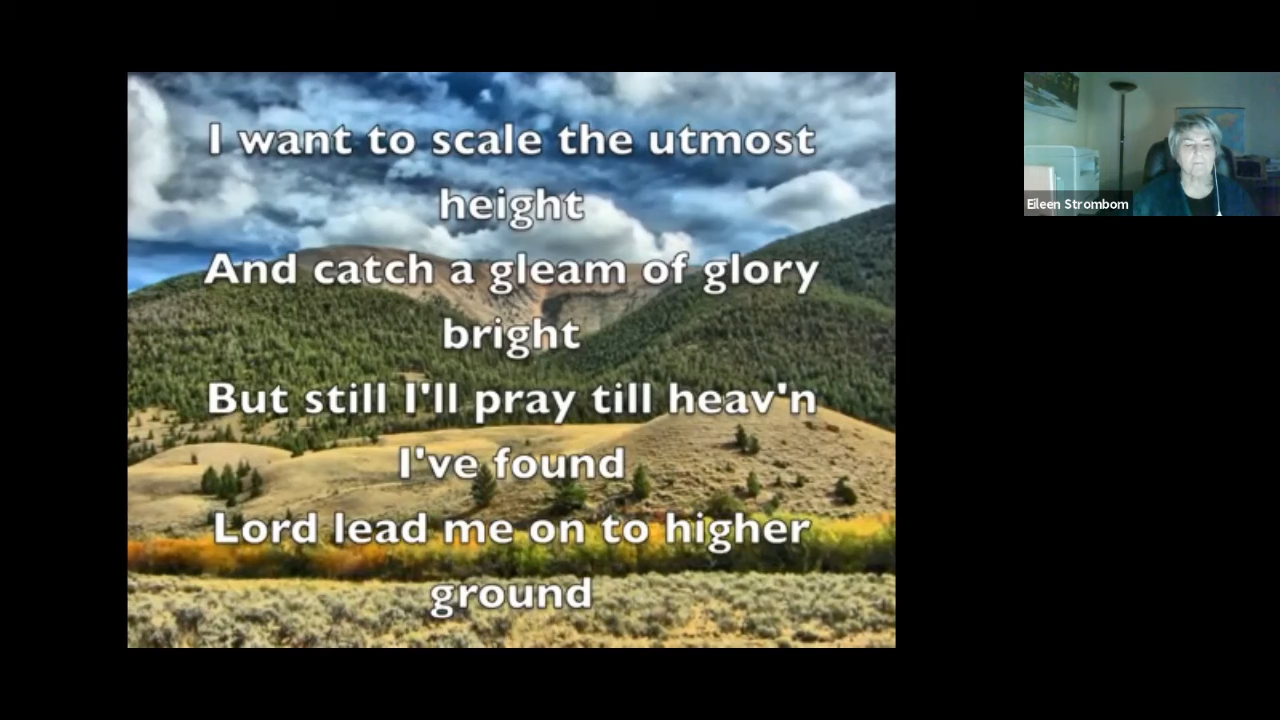 I want to scale the utmost
height
And catch a gleam of glory
bright
But still I'll pray till heav'n
I've found
Lord lead me on to higher
ground
Eileen Strombom